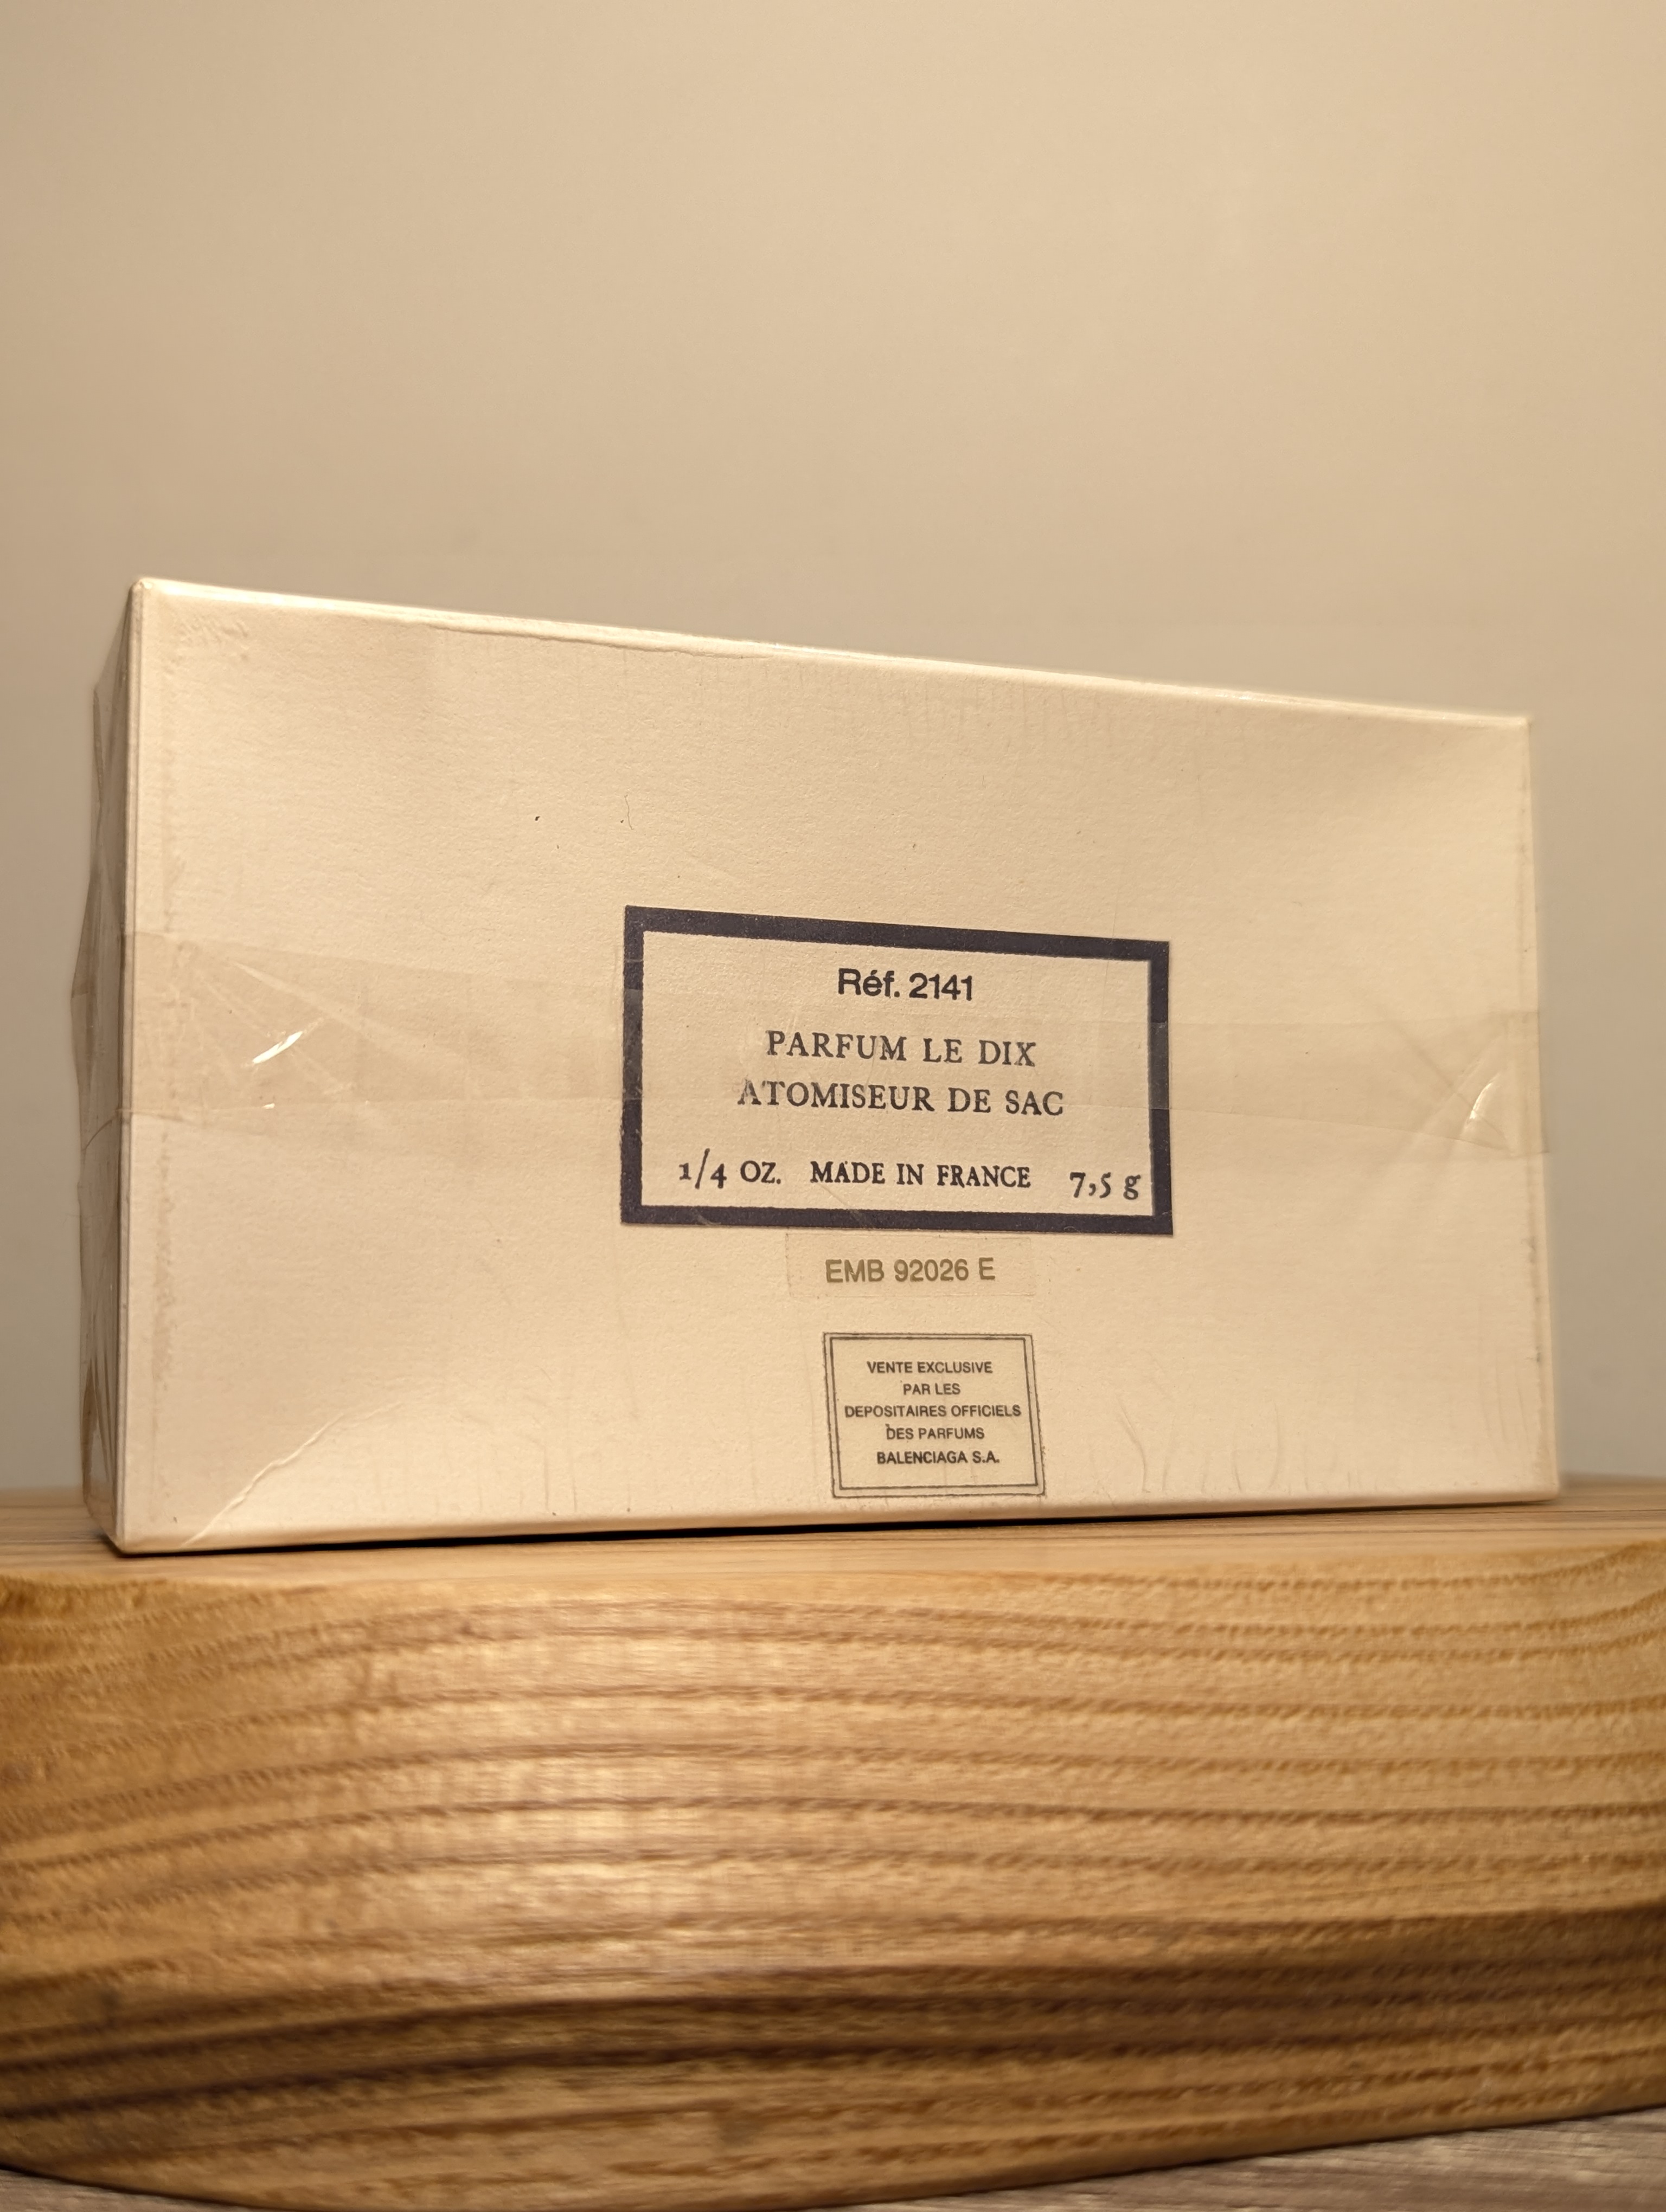 Réf. 2141
PARFUM LE DIX
ATOMISEUR DE SAC
1/4 OZ. MADE IN FRANCE 7,5 g
EMB 92026 E
VENTE EXCLUSIVE
PAR LES
DEPOSITAIRES OFFICIELS
DES PARFUMS
BALENCIAGA S.A.